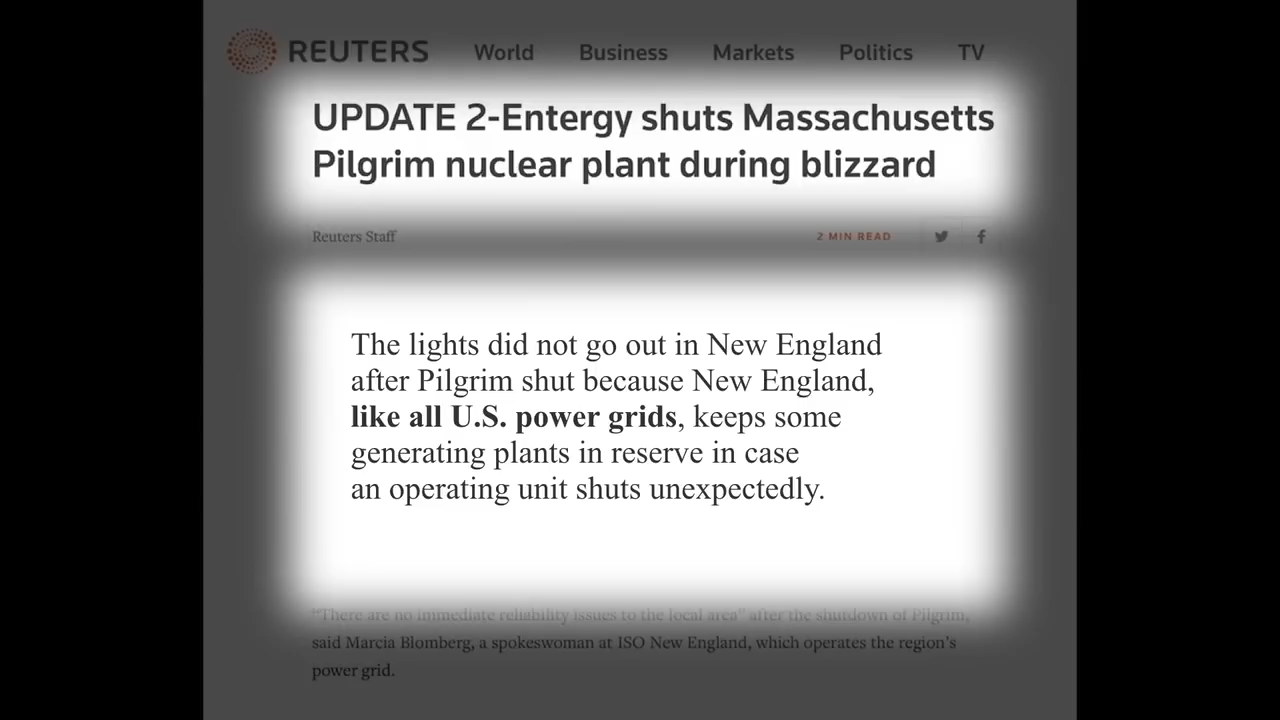 REUTERS World Business Markets Politics TV
UPDATE 2-Entergy shuts Massachusetts
Pilgrim nuclear plant during blizzard
Reuters Staff 2 MIN READ
The lights did not go out in New England
after Pilgrim shut because New England,
like all U.S. power grids, keeps some
generating plants in reserve in case
an operating unit shuts unexpectedly.
“There are no immediate reliability issues to the local area” after the shutdown of Pilgrim,
said Marcia Blomberg, a spokeswoman at ISO New England, which operates the region’s
power grid.